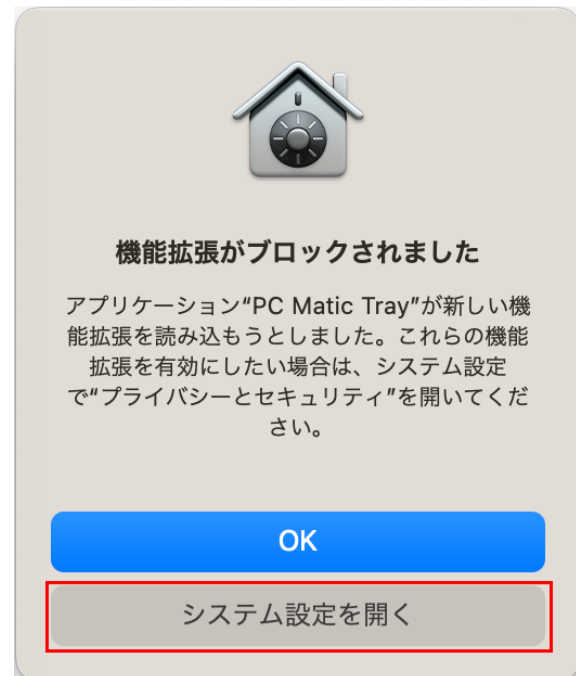 機能拡張がブロックされました
アプリケーション“PC Matic Tray”が新しい機
能拡張を読み込もうとしました。これらの機能
拡張を有効にしたい場合は、システム設定
で“プライバシーとセキュリティ”を開いてくだ
さい。
OK
システム設定を開く